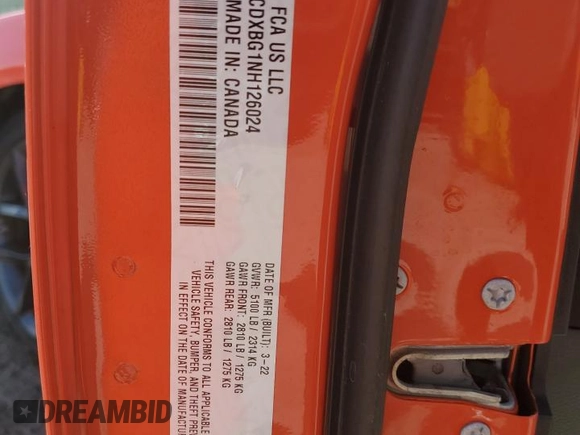 FCA US LLC
CDXBG1NH126024
MADE IN: CANADA
DATE OF MFR (BUILT): 3-22
GVWR: 5100 LB / 2314 KG
GAWR FRONT: 2810 LB / 1275 KG
GAWR REAR: 2810 LB / 1275 KG
THIS VEHICLE CONFORMS TO ALL APPLICABLE
VEHICLE SAFETY, BUMPER, AND THEFT PRE
IN EFFECT ON THE DATE OF MANUFACTUR
DREAMBID